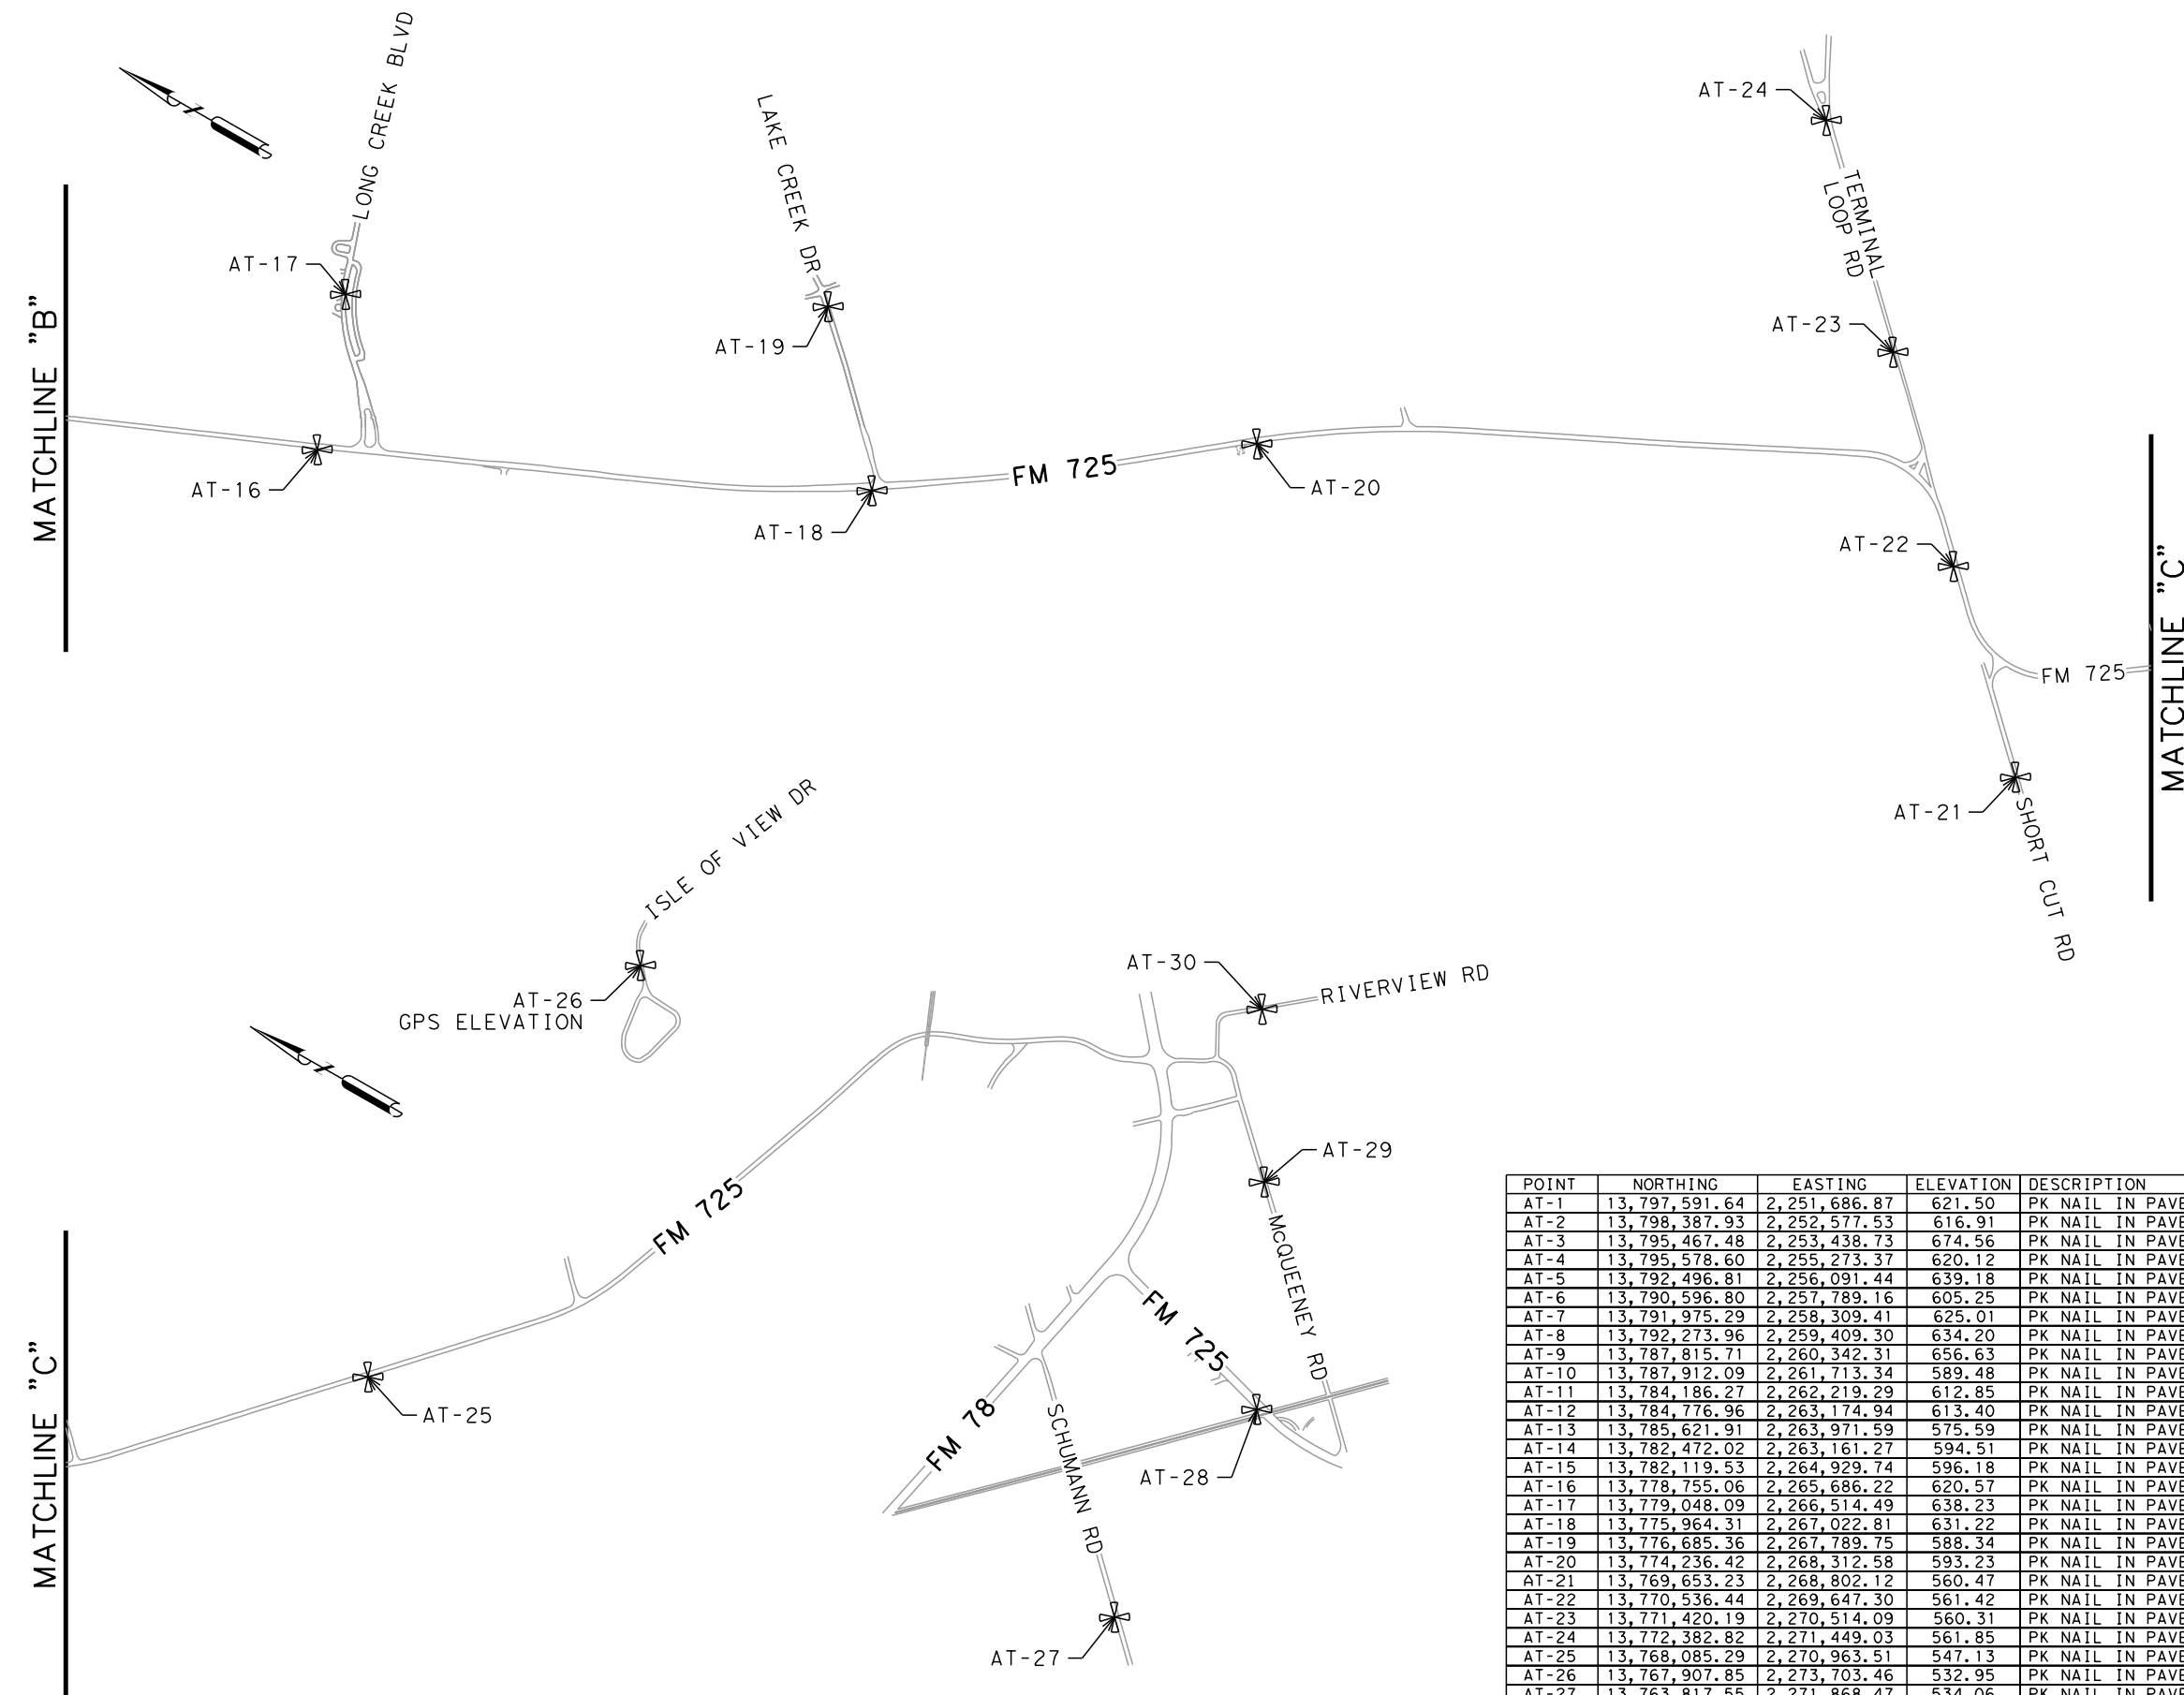 LONG CREEK BLVD
LAKE CREEK DR
AT-24
TERMINAL
LOOP RD
AT-17
AT-23
AT-19
MATCHLINE "B"
FM 725
AT-20
AT-16
AT-18
AT-22
MATCHLINE "C"
FM 725
AT-21
SHORT CUT RD
ISLE OF VIEW DR
AT-30
RIVERVIEW RD
AT-26
GPS ELEVATION
AT-29
FM 725
McQUEENEY RD
FM 725
MATCHLINE "C"
AT-25
FM 78
SCHUMANN RD
AT-28
AT-27
POINT NORTHING EASTING ELEVATION DESCRIPTION
AT-1 13,797,591.64 2,251,686.87 621.50 PK NAIL IN PAVE
AT-2 13,798,387.93 2,252,577.53 616.91 PK NAIL IN PAVE
AT-3 13,795,467.48 2,253,438.73 674.56 PK NAIL IN PAVE
AT-4 13,795,578.60 2,255,273.37 620.12 PK NAIL IN PAVE
AT-5 13,792,496.81 2,256,091.44 639.18 PK NAIL IN PAVE
AT-6 13,790,596.80 2,257,789.16 605.25 PK NAIL IN PAVE
AT-7 13,791,975.29 2,258,309.41 625.01 PK NAIL IN PAVE
AT-8 13,792,273.96 2,259,409.30 634.20 PK NAIL IN PAVE
AT-9 13,787,815.71 2,260,342.31 656.63 PK NAIL IN PAVE
AT-10 13,787,912.09 2,261,713.34 589.48 PK NAIL IN PAVE
AT-11 13,784,186.27 2,262,219.29 612.85 PK NAIL IN PAVE
AT-12 13,784,776.96 2,263,174.94 613.40 PK NAIL IN PAVE
AT-13 13,785,621.91 2,263,971.59 575.59 PK NAIL IN PAVE
AT-14 13,782,472.02 2,263,161.27 594.51 PK NAIL IN PAVE
AT-15 13,782,119.53 2,264,929.74 596.18 PK NAIL IN PAVE
AT-16 13,778,755.06 2,265,686.22 620.57 PK NAIL IN PAVE
AT-17 13,779,048.09 2,266,514.49 638.23 PK NAIL IN PAVE
AT-18 13,775,964.31 2,267,022.81 631.22 PK NAIL IN PAVE
AT-19 13,776,685.36 2,267,789.75 588.34 PK NAIL IN PAVE
AT-20 13,774,236.42 2,268,312.58 593.23 PK NAIL IN PAVE
AT-21 13,769,653.23 2,268,802.12 560.47 PK NAIL IN PAVE
AT-22 13,770,536.44 2,269,647.30 561.42 PK NAIL IN PAVE
AT-23 13,771,420.19 2,270,514.09 560.31 PK NAIL IN PAVE
AT-24 13,772,382.82 2,271,449.03 561.85 PK NAIL IN PAVE
AT-25 13,768,085.29 2,270,963.51 547.13 PK NAIL IN PAVE
AT-26 13,767,907.85 2,273,703.46 532.95 PK NAIL IN PAVE
AT-27 13,763,817.55 2,271,868.47 534.06 PK NAIL IN PAVE